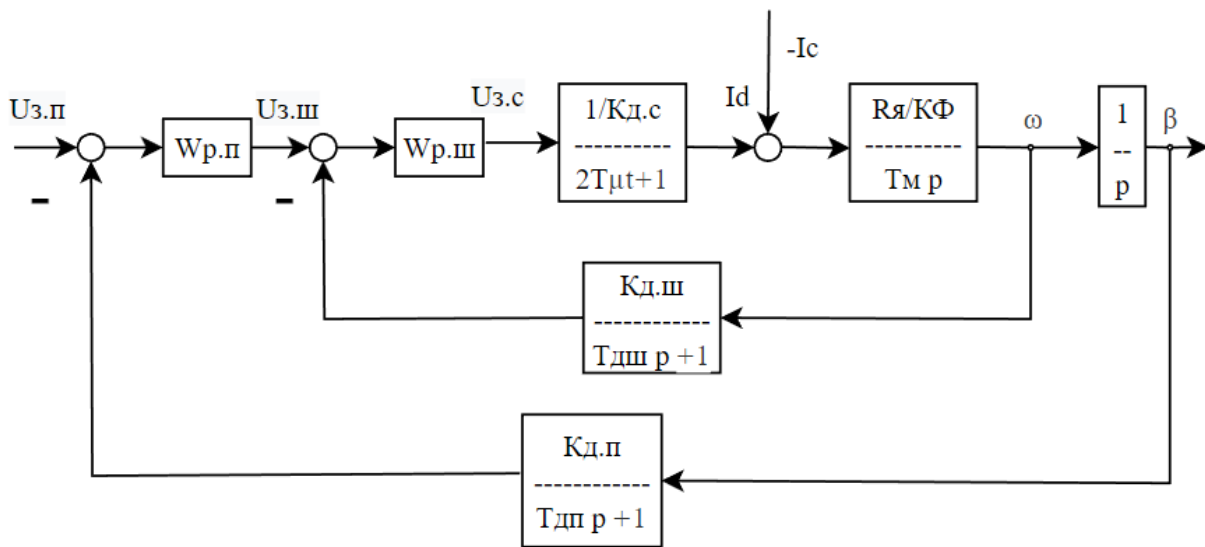 -Ic
Uз.п
Wр.п
Uз.ш
Wр.ш
Uз.с
1/Кд.с
------------
2Tμt+1
Id
Rя/КФ
------------
Тм р
ω
1
--
р
β
Кд.ш
------------
Тдш р +1
Кд.п
------------
Тдп р +1
-
-